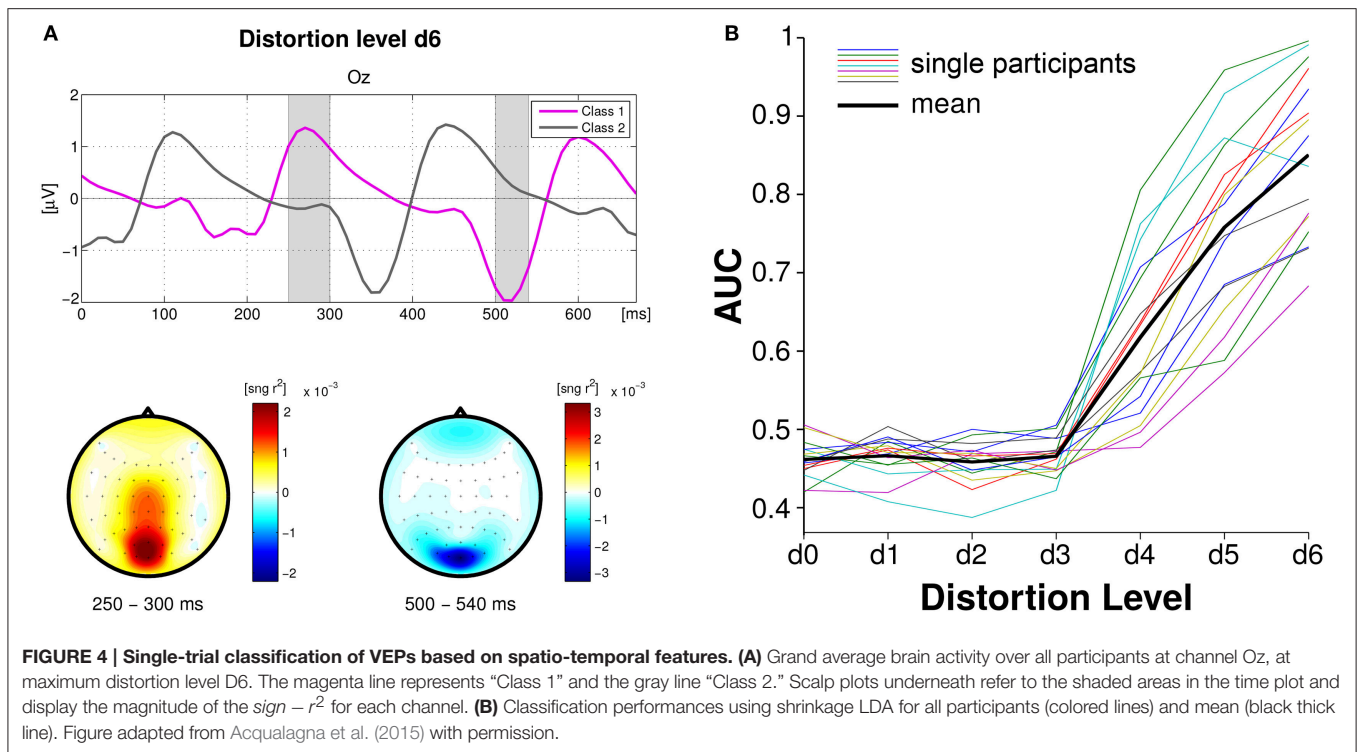 A
Distortion level d6
Oz
2
1
0
−1
−2
[µV]
Class 1
Class 2
0 100 200 300 400 500 600 [ms]
[sng r²] x 10⁻³
2
1
0
−1
−2
250 − 300 ms
[sng r²] x 10⁻³
3
2
1
0
−1
−2
−3
500 − 540 ms
B
single participants
mean
1
0.9
0.8
0.7
0.6
0.5
0.4
AUC
d0 d1 d2 d3 d4 d5 d6
Distortion Level
FIGURE 4 | Single-trial classification of VEPs based on spatio-temporal features. (A) Grand average brain activity over all participants at channel Oz, at
maximum distortion level D6. The magenta line represents “Class 1” and the gray line “Class 2.” Scalp plots underneath refer to the shaded areas in the time plot and
display the magnitude of the sign − r² for each channel. (B) Classification performances using shrinkage LDA for all participants (colored lines) and mean (black thick
line). Figure adapted from Acqualagna et al. (2015) with permission.